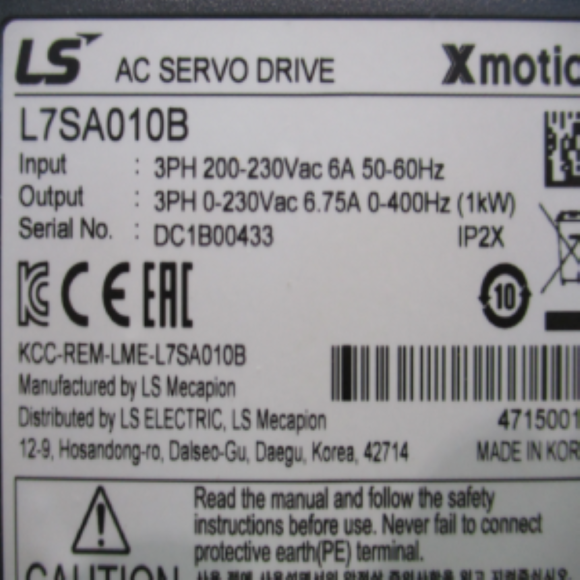 LS AC SERVO DRIVE Xmotic
L7SA010B
Input : 3PH 200-230Vac 6A 50-60Hz
Output : 3PH 0-230Vac 6.75A 0-400Hz (1kW)
Serial No. : DC1B00433 IP2X
KC CE EAC 10
KCC-REM-LME-L7SA010B
Manufactured by LS Mecapion
Distributed by LS ELECTRIC, LS Mecapion 4715001
12-9, Hosandong-ro, Dalseo-Gu, Daegu, Korea, 42714 MADE IN KOR
Read the manual and follow the safety
instructions before use. Never fail to connect
protective earth(PE) terminal.
CAUTION